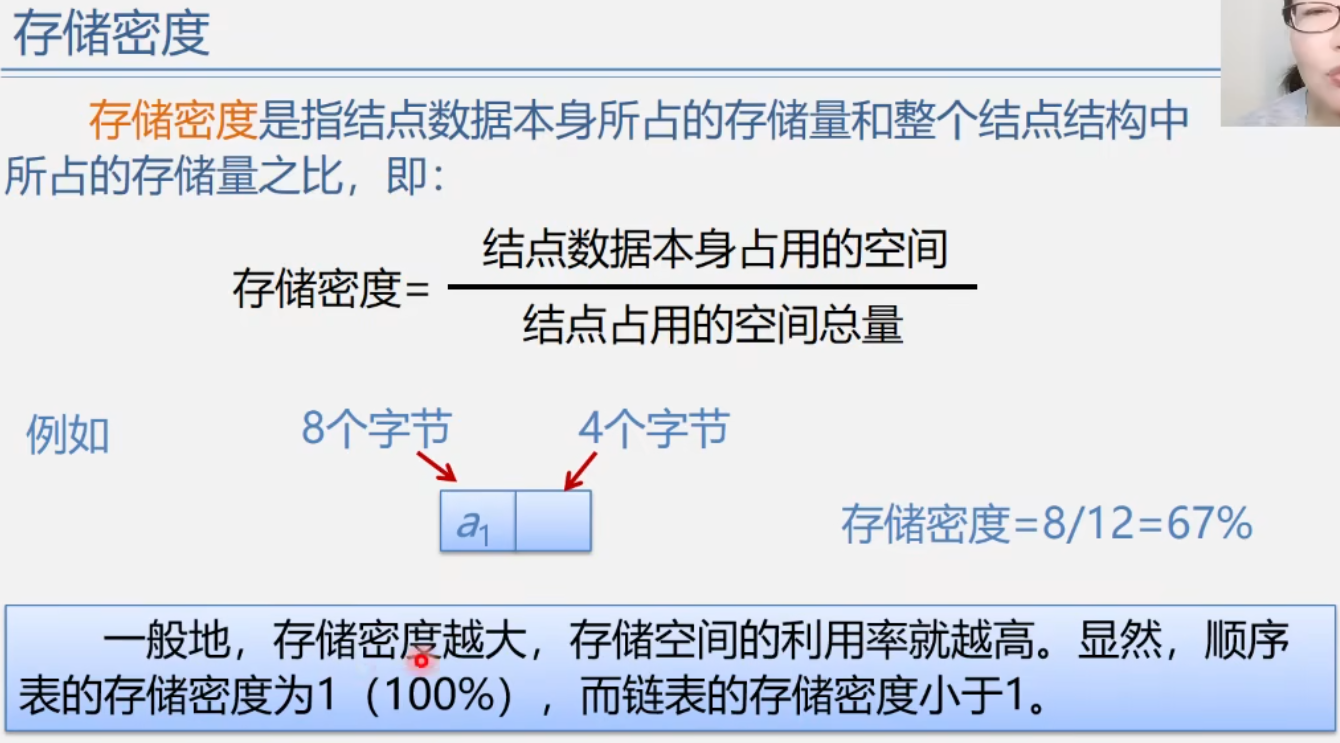 存储密度
存储密度是指结点数据本身所占的存储量和整个结点结构中
所占的存储量之比，即：
结点数据本身占用的空间
存储密度=
结点占用的空间总量
例如
8个字节
4个字节
a1
存储密度=8/12=67%
一般地，存储密度越大，存储空间的利用率就越高。显然，顺序
表的存储密度为1（100%），而链表的存储密度小于1。